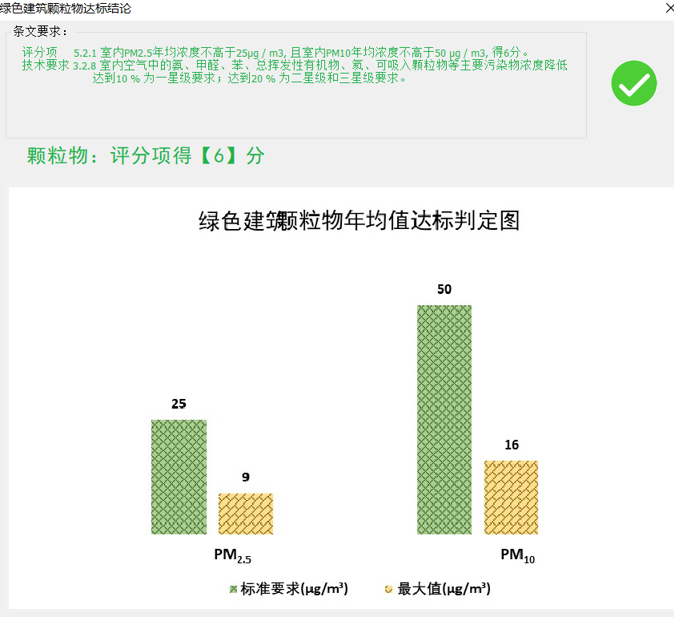 绿色建筑颗粒物达标结论
条文要求：
评分项 5.2.1 室内PM2.5年均浓度不高于25μg / m3, 且室内PM10年均浓度不高于50 μg / m3, 得6分。
技术要求 3.2.8 室内空气中的氨、甲醛、苯、总挥发性有机物、氡、可吸入颗粒物等主要污染物浓度降低
达到10 % 为一星级要求；达到20 % 为二星级和三星级要求。
颗粒物：评分项得【6】分
绿色建筑颗粒物年均值达标判定图
50
25
16
9
PM2.5 PM10
标准要求(μg/m³) 最大值(μg/m³)